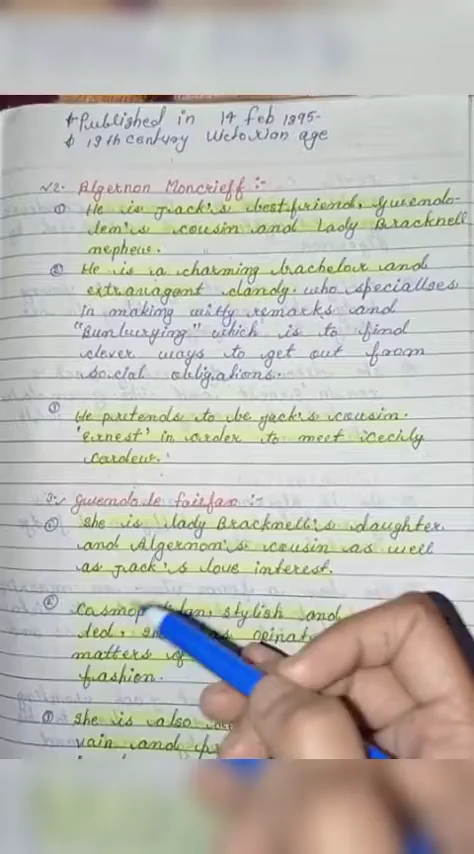 * Published in 14 feb 1895-
* 19th century Victorian age
2. Algernon Moncrieff :-
① He is Jack's best friend, Gwendo-
len's cousin and Lady Bracknell
nephew.
② He is a charming bachelor and
extravagent dandy who specialises
in making witty remarks and
"Bunburying" which is to find
clever ways to get out from
social obligations.
① He pretends to be Jack's cousin.
'Ernest' in order to meet Cecily
Cardew.
3. Gwendole fairfax :-
① She is Lady Bracknell's daughter
and Algernon's cousin as well
as Jack's love interest.
② stylish and
matters of
fashion.
① She is also
vain and